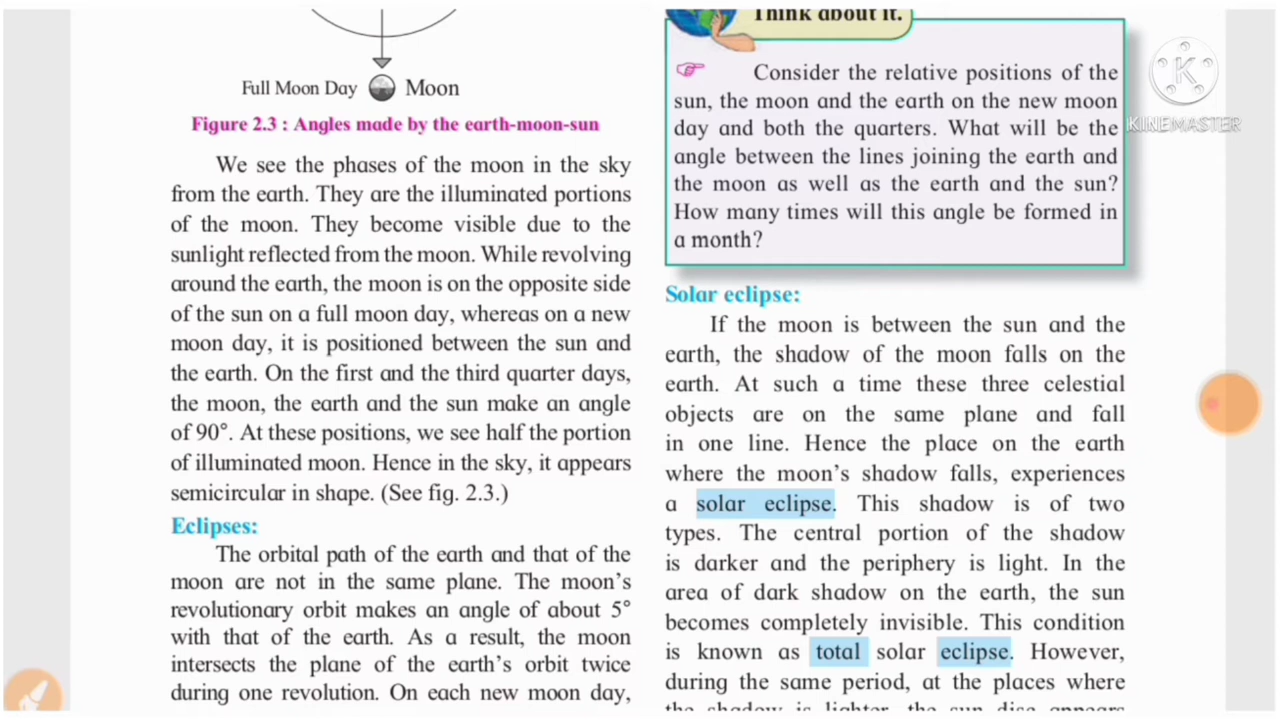 Full Moon Day Moon
Figure 2.3 : Angles made by the earth-moon-sun
We see the phases of the moon in the sky
from the earth. They are the illuminated portions
of the moon. They become visible due to the
sunlight reflected from the moon. While revolving
around the earth, the moon is on the opposite side
of the sun on a full moon day, whereas on a new
moon day, it is positioned between the sun and
the earth. On the first and the third quarter days,
the moon, the earth and the sun make an angle
of 90°. At these positions, we see half the portion
of illuminated moon. Hence in the sky, it appears
semicircular in shape. (See fig. 2.3.)
Eclipses:
The orbital path of the earth and that of the
moon are not in the same plane. The moon's
revolutionary orbit makes an angle of about 5°
with that of the earth. As a result, the moon
intersects the plane of the earth's orbit twice
during one revolution. On each new moon day,
Think about it.
☞ Consider the relative positions of the
sun, the moon and the earth on the new moon
day and both the quarters. What will be the
angle between the lines joining the earth and
the moon as well as the earth and the sun?
How many times will this angle be formed in
a month?
Solar eclipse:
If the moon is between the sun and the
earth, the shadow of the moon falls on the
earth. At such a time these three celestial
objects are on the same plane and fall
in one line. Hence the place on the earth
where the moon's shadow falls, experiences
a solar eclipse. This shadow is of two
types. The central portion of the shadow
is darker and the periphery is light. In the
area of dark shadow on the earth, the sun
becomes completely invisible. This condition
is known as total solar eclipse. However,
during the same period, at the places where
the shadow is lighter, the sun disc appears
K
KINEMASTER